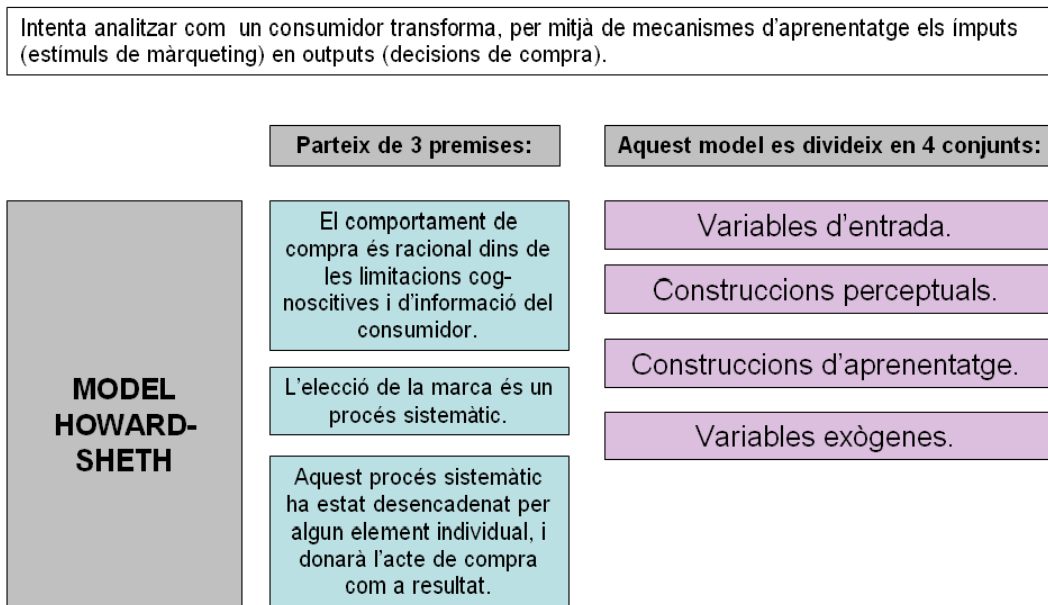 Intenta analitzar com un consumidor transforma, per mitjà de mecanismes d'aprenentatge els ímputs
(estímuls de màrqueting) en outputs (decisions de compra).
Parteix de 3 premises:
Aquest model es divideix en 4 conjunts:
MODEL
HOWARD-
SHETH
El comportament de
compra és racional dins de
les limitacions cog-
noscitives i d'informació del
consumidor.
L'elecció de la marca és un
procés sistemàtic.
Aquest procés sistemàtic
ha estat desencadenat per
algun element individual, i
donarà l'acte de compra
com a resultat.
Variables d'entrada.
Construccions perceptuals.
Construccions d'aprenentatge.
Variables exògenes.